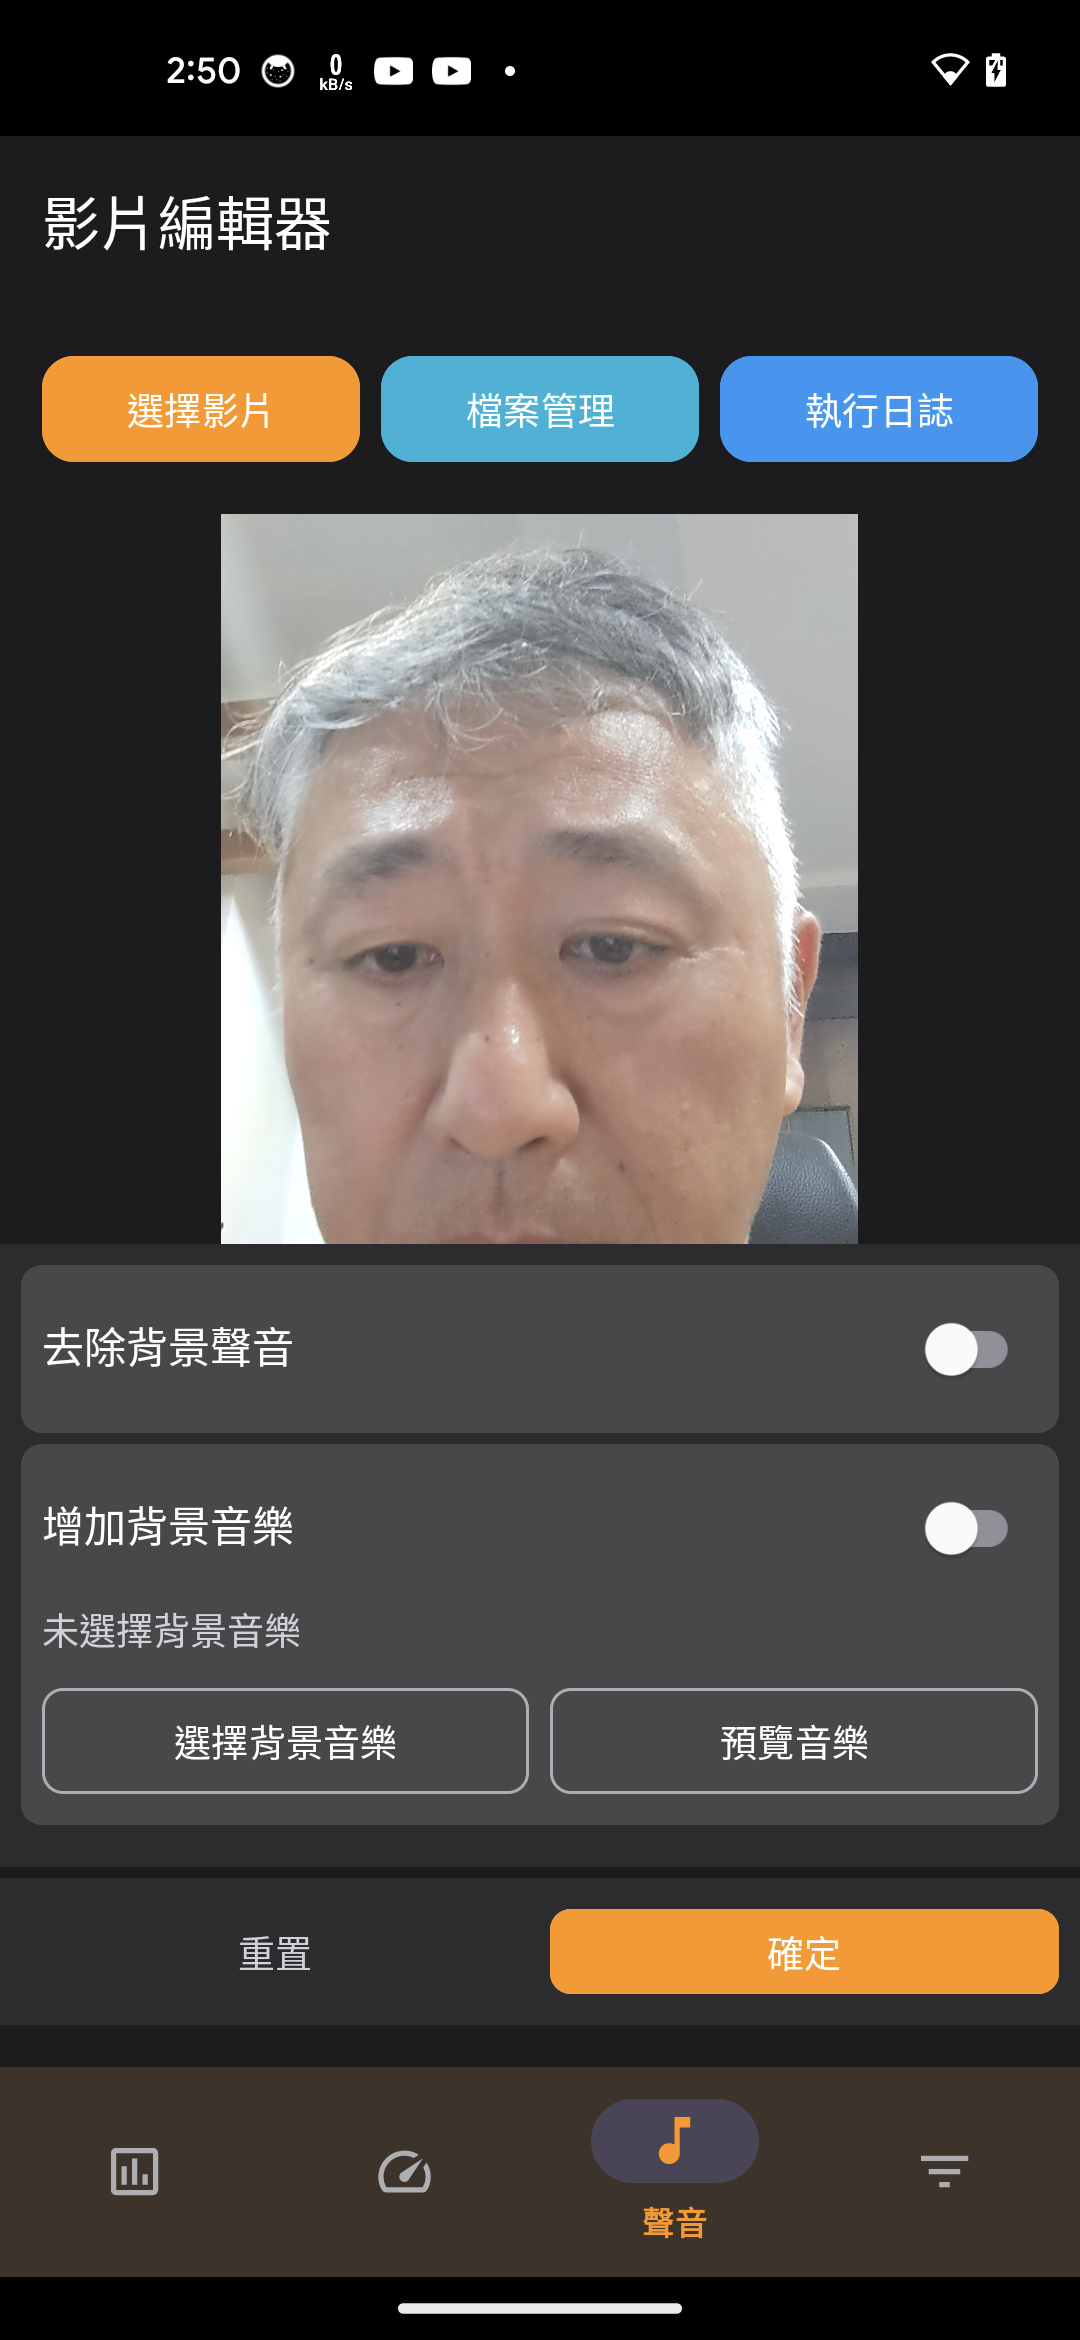 2:50 0 kB/s
影片編輯器
選擇影片 檔案管理 執行日誌
去除背景聲音
增加背景音樂
未選擇背景音樂
選擇背景音樂 預覽音樂
重置 確定
聲音